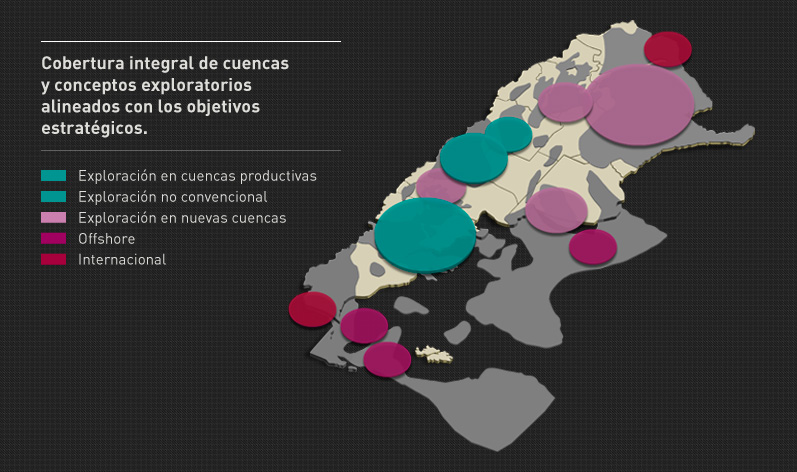 Cobertura integral de cuencas
y conceptos exploratorios
alineados con los objetivos
estratégicos.
Exploración en cuencas productivas
Exploración no convencional
Exploración en nuevas cuencas
Offshore
Internacional